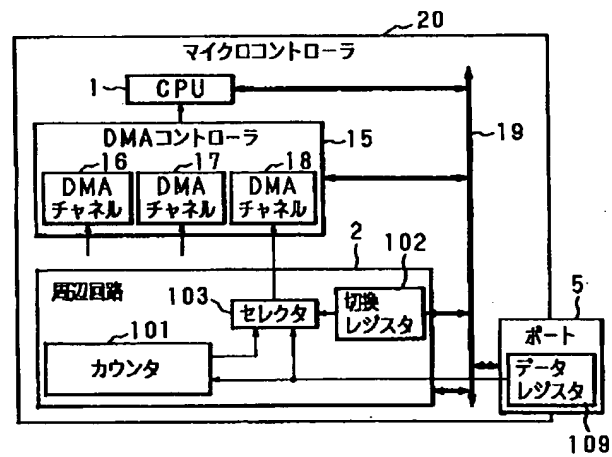 20
マイクロコントローラ
1
CPU
19
DMAコントローラ
15
16
17
18
DMA
チャネル
DMA
チャネル
DMA
チャネル
2
周辺回路
102
103
セレクタ
切換
レジスタ
101
カウンタ
5
ポート
データ
レジスタ
109